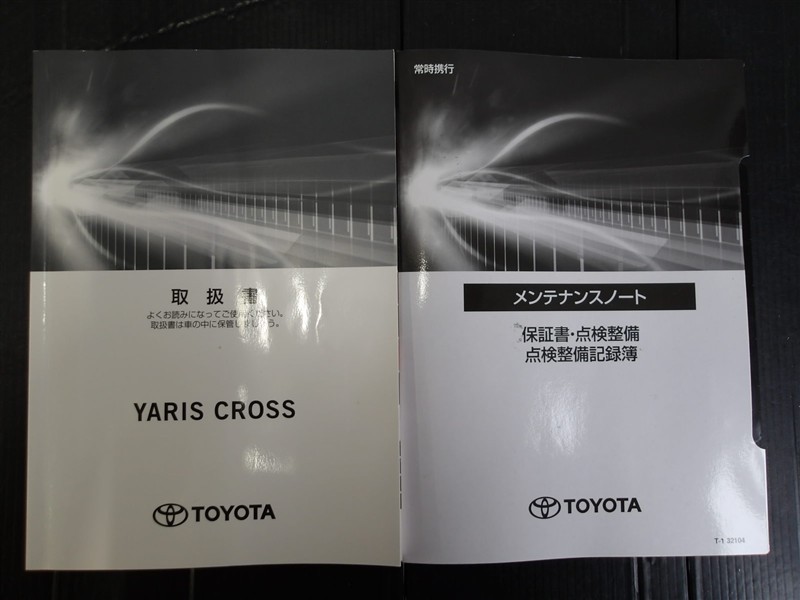 取扱書
よくお読みになってご使用ください。
取扱書は車の中に保管しましょう。
YARIS CROSS
TOYOTA
常時携行
メンテナンスノート
保証書・点検整備
点検整備記録簿
TOYOTA
T-1 32104